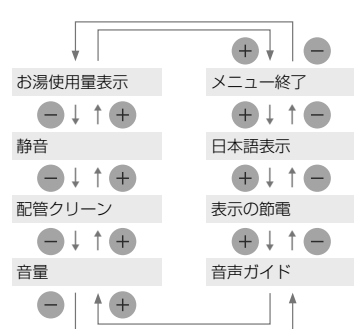 + −
お湯使用量表示 メニュー終了
− + + −
静音 日本語表示
− + + −
配管クリーン 表示の節電
− + + −
音量 音声ガイド
− +